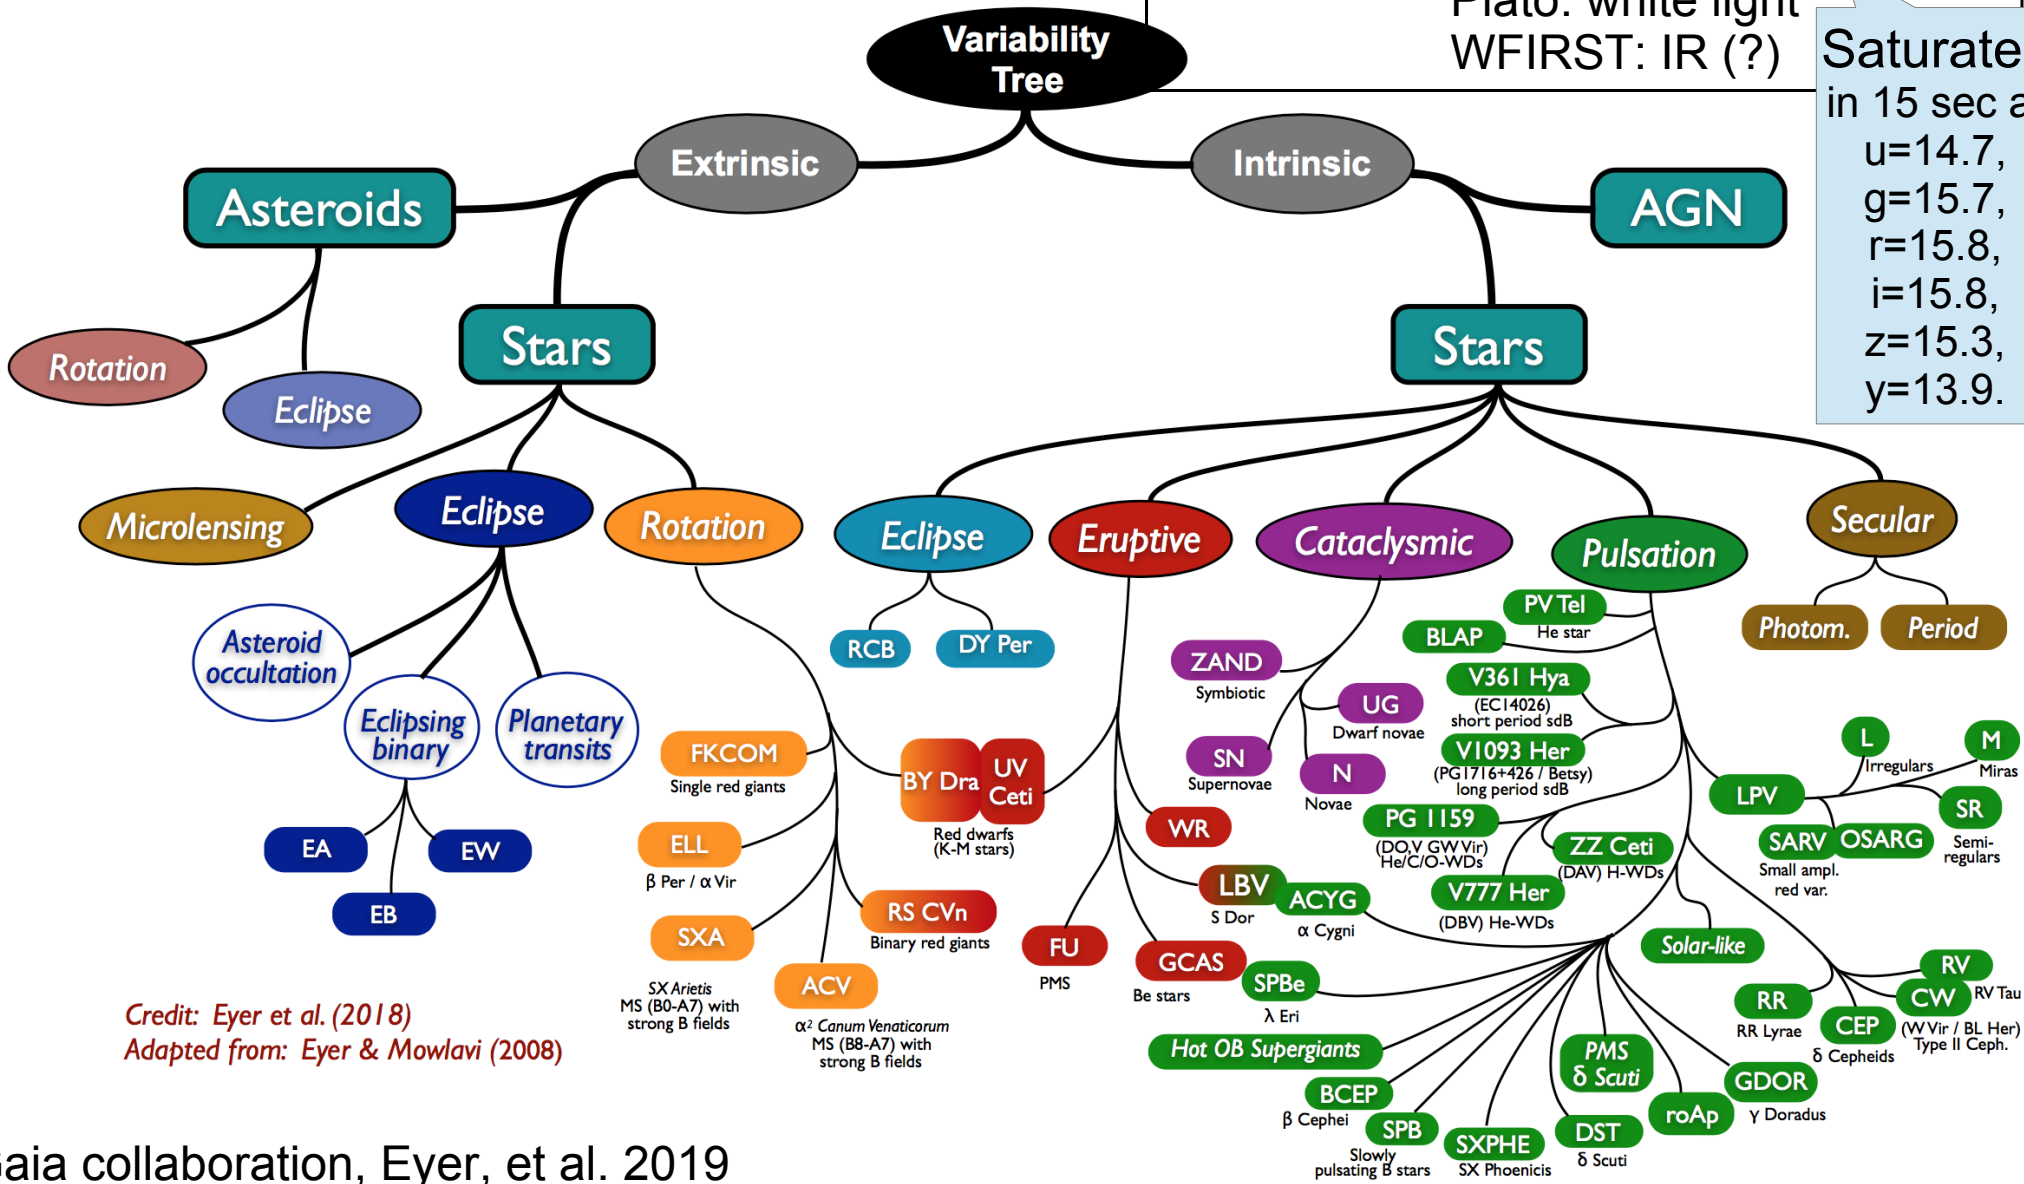 Plato: white light
WFIRST: IR (?)
Saturate
in 15 sec a
u=14.7,
g=15.7,
r=15.8,
i=15.8,
z=15.3,
y=13.9.
Variability
Tree
Extrinsic
Intrinsic
Asteroids
AGN
Stars
Stars
Rotation
Eclipse
Microlensing
Eclipse
Rotation
Eclipse
Eruptive
Cataclysmic
Pulsation
Secular
Asteroid
occultation
Eclipsing
binary
Planetary
transits
EA
EB
EW
FKCOM
Single red giants
ELL
β Per / α Vir
SXA
SX Arietis
MS (B0-A7) with
strong B fields
ACV
α² Canum Venaticorum
MS (B8-A7) with
strong B fields
RS CVn
Binary red giants
BY Dra
UV
Ceti
Red dwarfs
(K-M stars)
RCB
DY Per
WR
LBV
S Dor
FU
PMS
GCAS
Be stars
ZAND
Symbiotic
UG
Dwarf novae
SN
Supernovae
N
Novae
PV Tel
He star
BLAP
V361 Hya
(EC14026)
short period sdB
V1093 Her
(PG1716+426 / Betsy)
long period sdB
PG 1159
(DO,V GW Vir)
He/C/O-WDs
ZZ Ceti
(DAV) H-WDs
V777 Her
(DBV) He-WDs
ACYG
α Cygni
SPBe
λ Eri
Hot OB Supergiants
BCEP
β Cephei
SPB
Slowly
pulsating B stars
SXPHE
SX Phoenicis
DST
δ Scuti
PMS
δ Scuti
roAp
GDOR
γ Doradus
Solar-like
LPV
L
Irregulars
M
Miras
SR
Semi-
regulars
SARV
OSARG
Small ampl.
red var.
RR
RR Lyrae
CEP
δ Cepheids
RV
RV Tau
CW
(W Vir / BL Her)
Type II Ceph.
Photom.
Period
Credit: Eyer et al. (2018)
Adapted from: Eyer & Mowlavi (2008)
aia collaboration, Eyer, et al. 2019